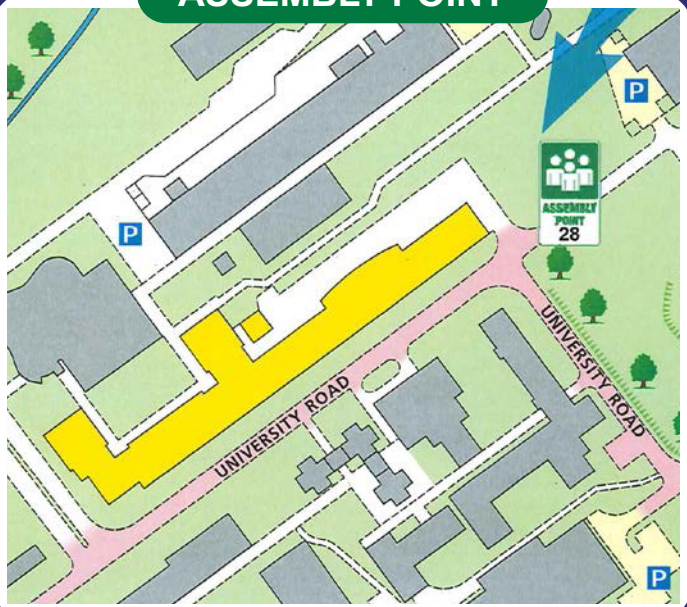 ASSEMBLY POINT
P
ASSEMBLY
POINT
28
P
UNIVERSITY ROAD
UNIVERSITY ROAD
P